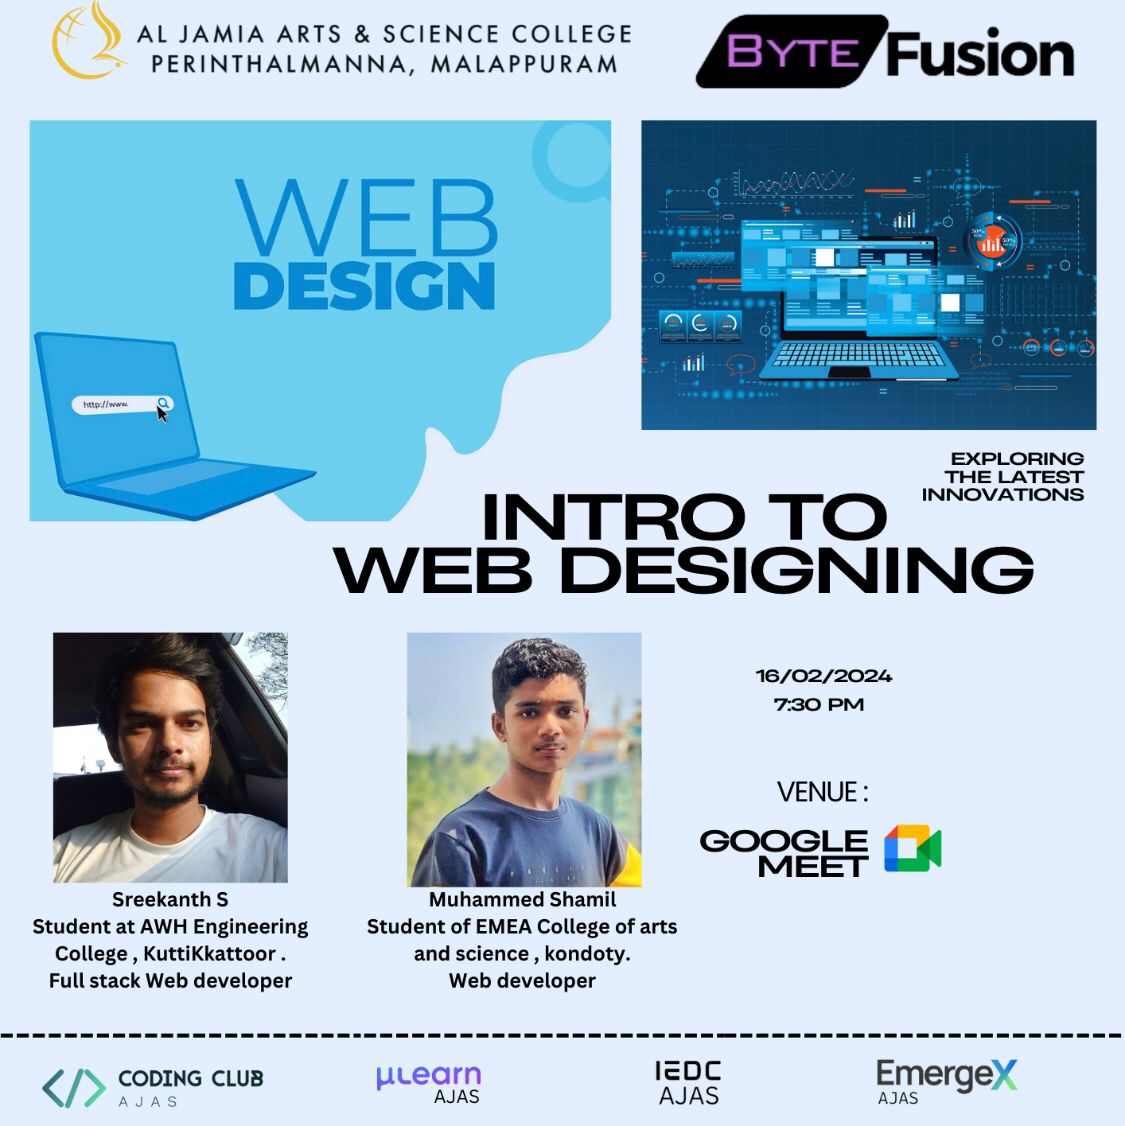 AL JAMIA ARTS & SCIENCE COLLEGE
PERINTHALMANNA, MALAPPURAM
BYTE Fusion
WEB
DESIGN
http://www.
EXPLORING
THE LATEST
INNOVATIONS
INTRO TO
WEB DESIGNING
16/02/2024
7:30 PM
VENUE :
GOOGLE
MEET
Sreekanth S
Student at AWH Engineering
College , KuttiKkattoor .
Full stack Web developer
Muhammed Shamil
Student of EMEA College of arts
and science , kondoty.
Web developer
CODING CLUB
AJAS
µLearn
AJAS
IEDC
AJAS
EmergeX
AJAS